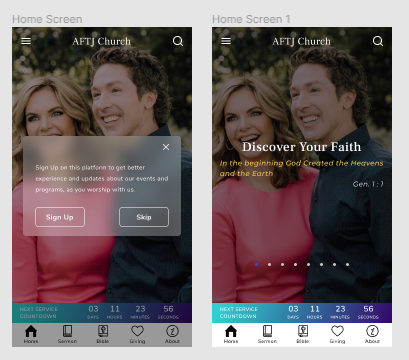 Home Screen
AFTJ Church
Sign Up on this platform to get better
experience and updates about our events and
programs, as you worship with us.
Sign Up
Skip
NEXT SERVICE
COUNTDOWN
03 11 23 56
DAYS HOURS MINUTES SECONDS
Home Sermon Bible Giving About
Home Screen 1
AFTJ Church
Discover Your Faith
In the beginning God Created the Heavens
and the Earth
Gen. 1 : 1
NEXT SERVICE
COUNTDOWN
03 11 23 56
DAYS HOURS MINUTES SECONDS
Home Sermon Bible Giving About